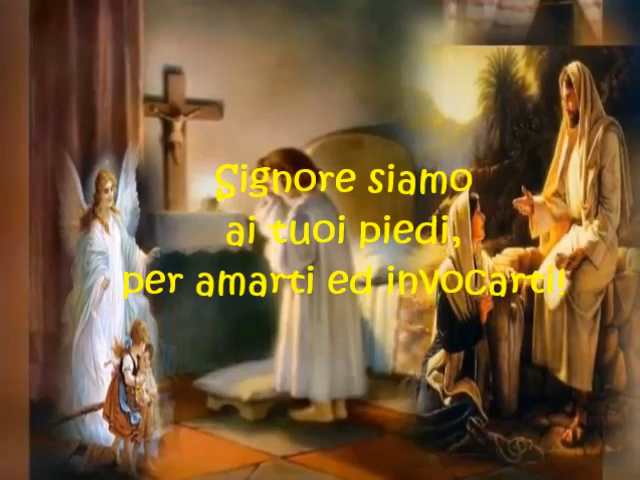 Signore siamo
ai tuoi piedi,
per amarti ed invocarti!